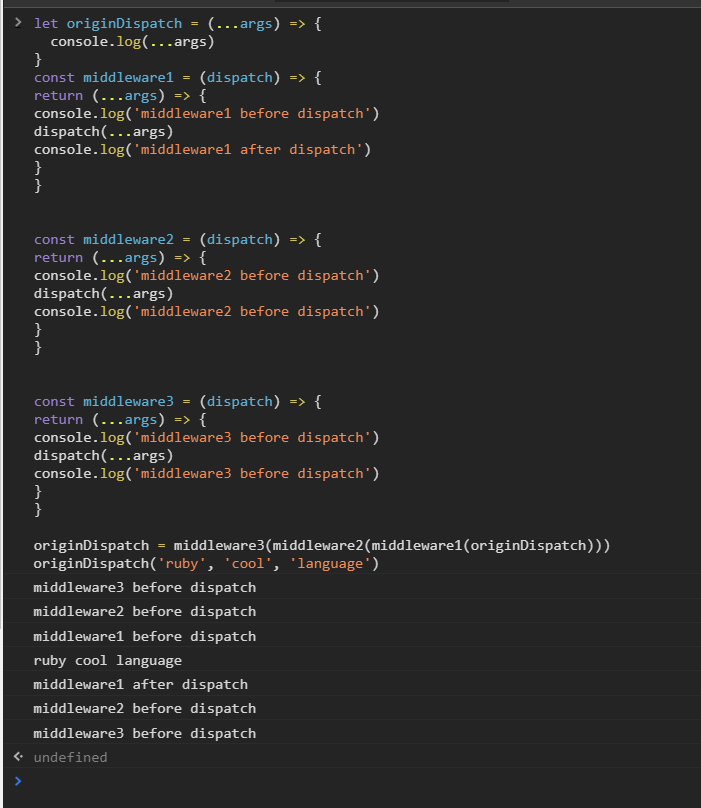 let originDispatch = (...args) => {
console.log(...args)
}
const middleware1 = (dispatch) => {
return (...args) => {
console.log('middleware1 before dispatch')
dispatch(...args)
console.log('middleware1 after dispatch')
}
}
const middleware2 = (dispatch) => {
return (...args) => {
console.log('middleware2 before dispatch')
dispatch(...args)
console.log('middleware2 before dispatch')
}
}
const middleware3 = (dispatch) => {
return (...args) => {
console.log('middleware3 before dispatch')
dispatch(...args)
console.log('middleware3 before dispatch')
}
}
originDispatch = middleware3(middleware2(middleware1(originDispatch)))
originDispatch('ruby', 'cool', 'language')
middleware3 before dispatch
middleware2 before dispatch
middleware1 before dispatch
ruby cool language
middleware1 after dispatch
middleware2 before dispatch
middleware3 before dispatch
undefined